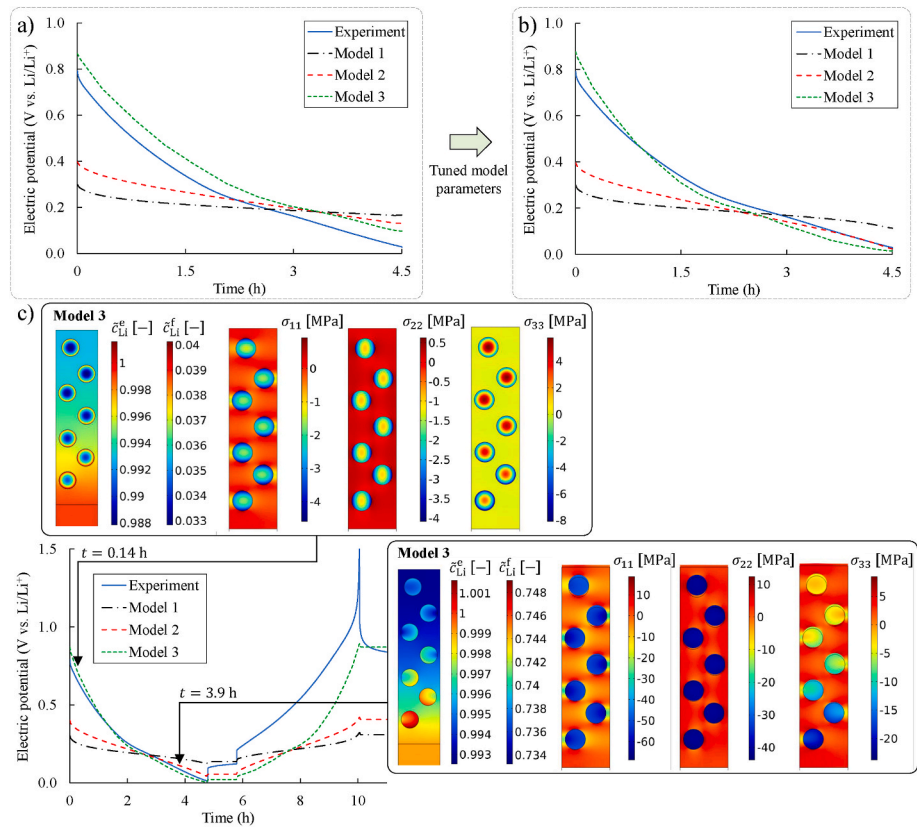 a)
Experiment
Model 1
Model 2
Model 3
Electric potential (V vs. Li/Li⁺)
1.0
0.8
0.6
0.4
0.2
0.0
0 1.5 3 4.5
Time (h)
Tuned model
parameters
b)
Experiment
Model 1
Model 2
Model 3
Electric potential (V vs. Li/Li⁺)
1.0
0.8
0.6
0.4
0.2
0.0
0 1.5 3 4.5
Time (h)
c)
Model 3
c̃ᵉLi [–]
1
0.998
0.996
0.994
0.992
0.99
0.988
c̃ᶠLi [–]
0.04
0.039
0.038
0.037
0.036
0.035
0.034
0.033
σ₁₁ [MPa]
0
-1
-2
-3
-4
σ₂₂ [MPa]
0.5
0
-0.5
-1
-1.5
-2
-2.5
-3
-3.5
-4
σ₃₃ [MPa]
4
2
0
-2
-4
-6
-8
t = 0.14 h
Experiment
Model 1
Model 2
Model 3
t = 3.9 h
Electric potential (V vs. Li/Li⁺)
1.5
1.0
0.5
0.0
0 2 4 6 8 10
Time (h)
Model 3
c̃ᵉLi [–]
1.001
1
0.999
0.998
0.996
0.995
0.994
0.993
c̃ᶠLi [–]
0.748
0.746
0.744
0.742
0.74
0.738
0.736
0.734
σ₁₁ [MPa]
10
0
-10
-20
-30
-40
-50
-60
σ₂₂ [MPa]
10
0
-10
-20
-30
-40
σ₃₃ [MPa]
10
5
0
-5
-10
-15
-20